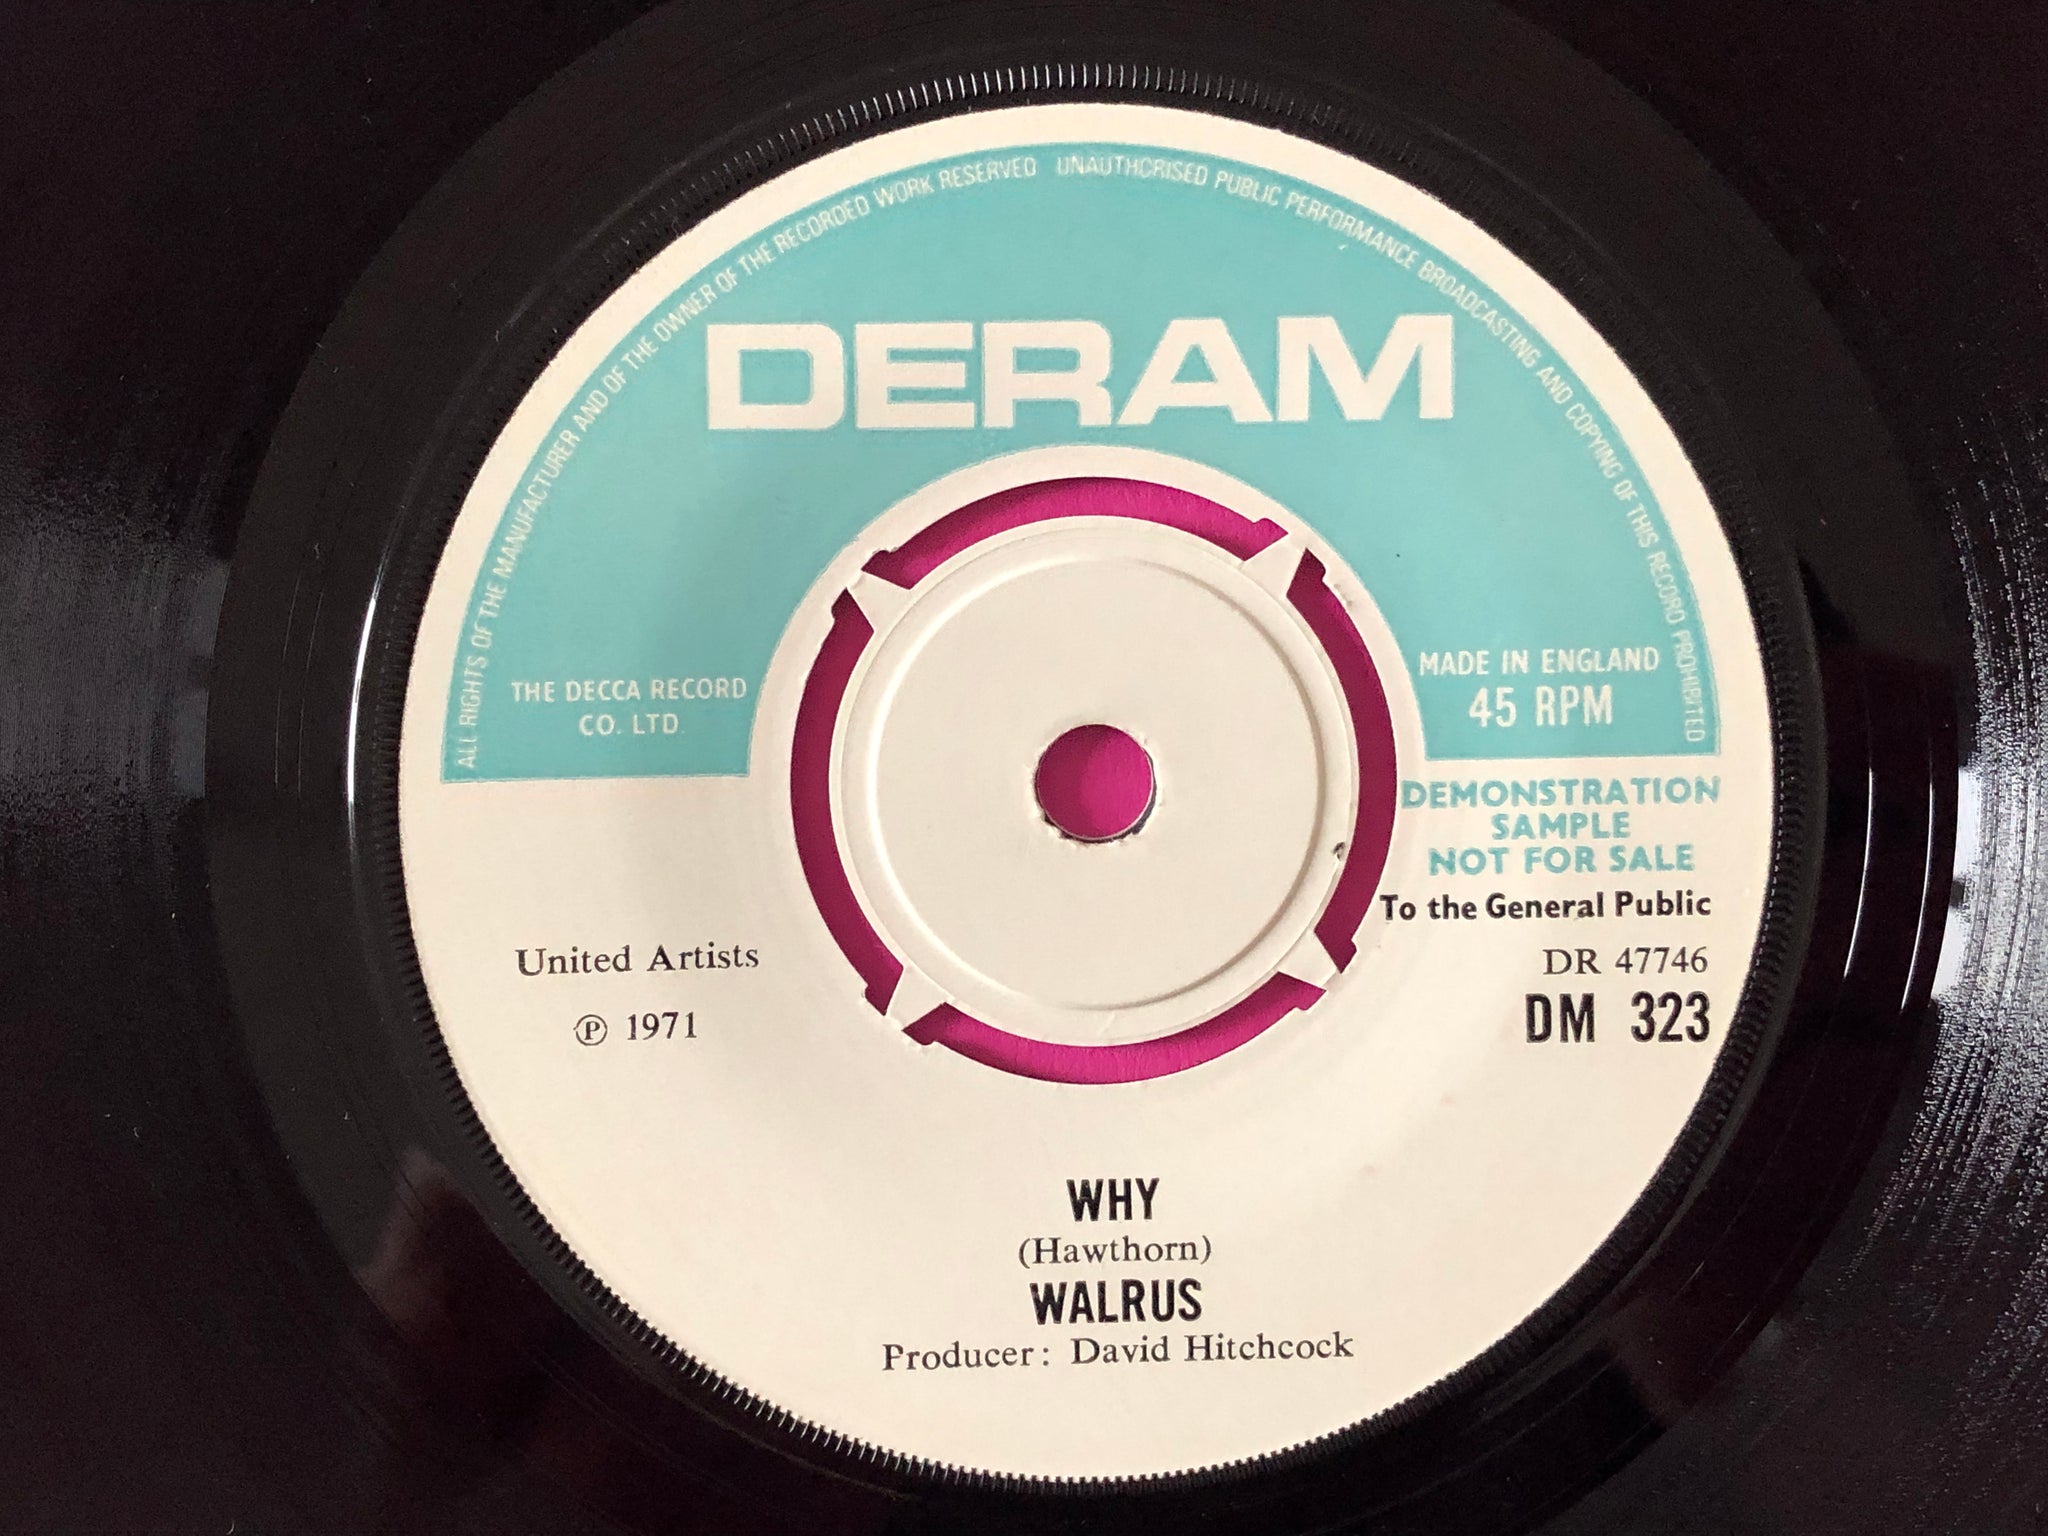 ALL RIGHTS OF THE MANUFACTURER AND OF THE OWNER OF THE RECORDED WORK RESERVED UNAUTHORISED PUBLIC PERFORMANCE BROADCASTING AND COPYING OF THIS RECORD PROHIBITED
DERAM
THE DECCA RECORD
CO. LTD.
MADE IN ENGLAND
45 RPM
DEMONSTRATION
SAMPLE
NOT FOR SALE
To the General Public
United Artists
℗ 1971
DR 47746
DM 323
WHY
(Hawthorn)
WALRUS
Producer: David Hitchcock